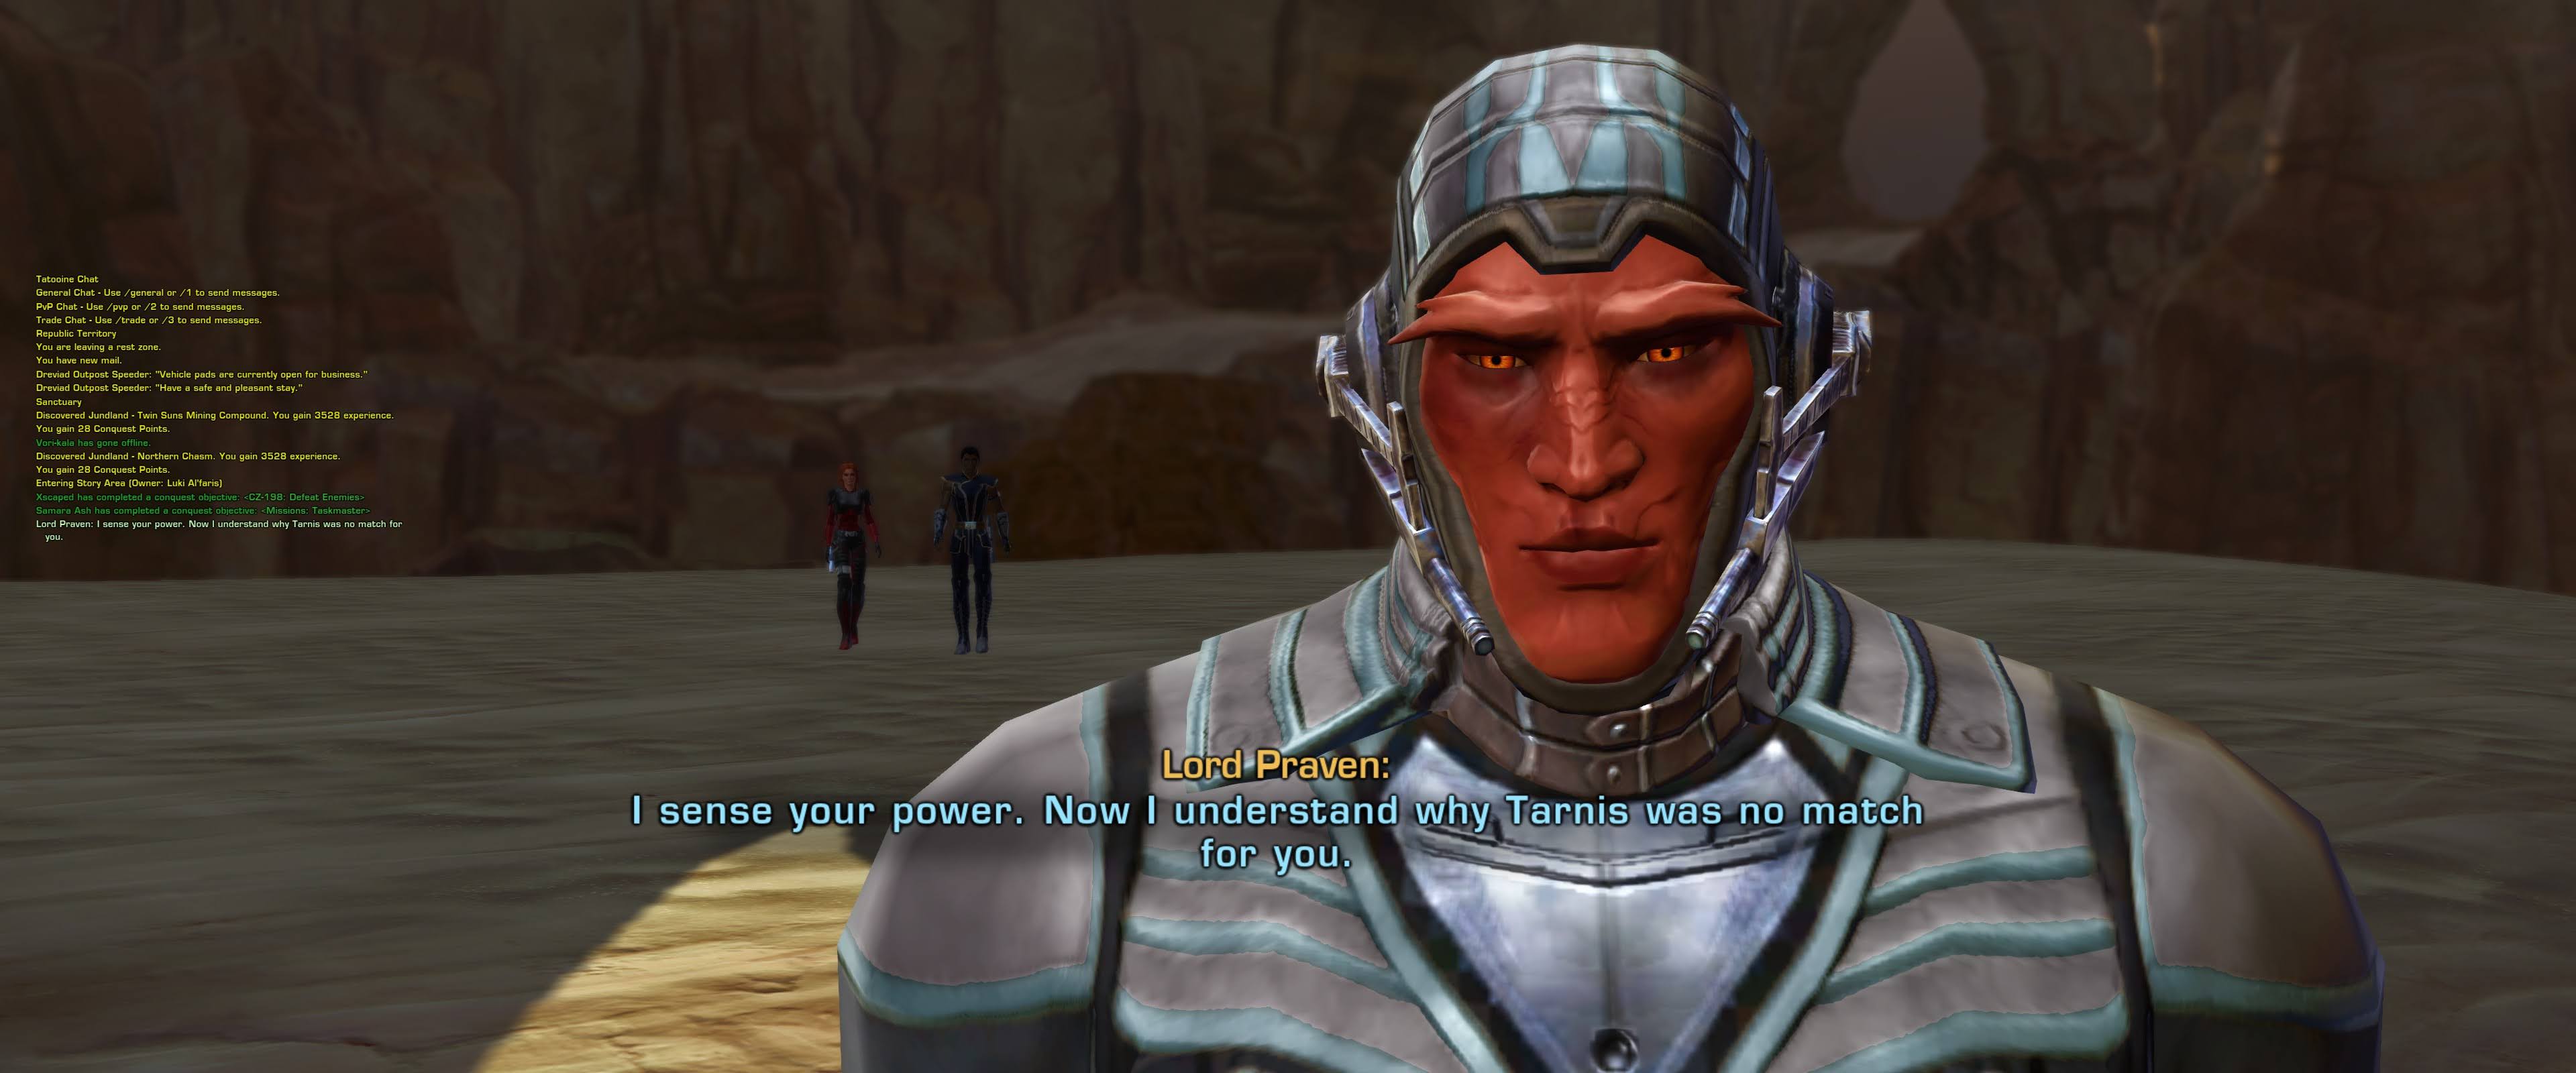 Tatooine Chat
General Chat - Use /general or /1 to send messages.
PvP Chat - Use /pvp or /2 to send messages.
Trade Chat - Use /trade or /3 to send messages.
Republic Territory
You are leaving a rest zone.
You have new mail.
Dreviad Outpost Speeder: "Vehicle pads are currently open for business."
Dreviad Outpost Speeder: "Have a safe and pleasant stay."
Sanctuary
Discovered Jundland - Twin Suns Mining Compound. You gain 3528 experience.
You gain 28 Conquest Points.
Vori-kala has gone offline.
Discovered Jundland - Northern Chasm. You gain 3528 experience.
You gain 28 Conquest Points.
Entering Story Area (Owner: Luki Al'faris)
Xscaped has completed a conquest objective: <CZ-198: Defeat Enemies>
Samara Ash has completed a conquest objective: <Missions: Taskmaster>
Lord Praven: I sense your power. Now I understand why Tarnis was no match for
you.
Lord Praven:
I sense your power. Now I understand why Tarnis was no match
for you.